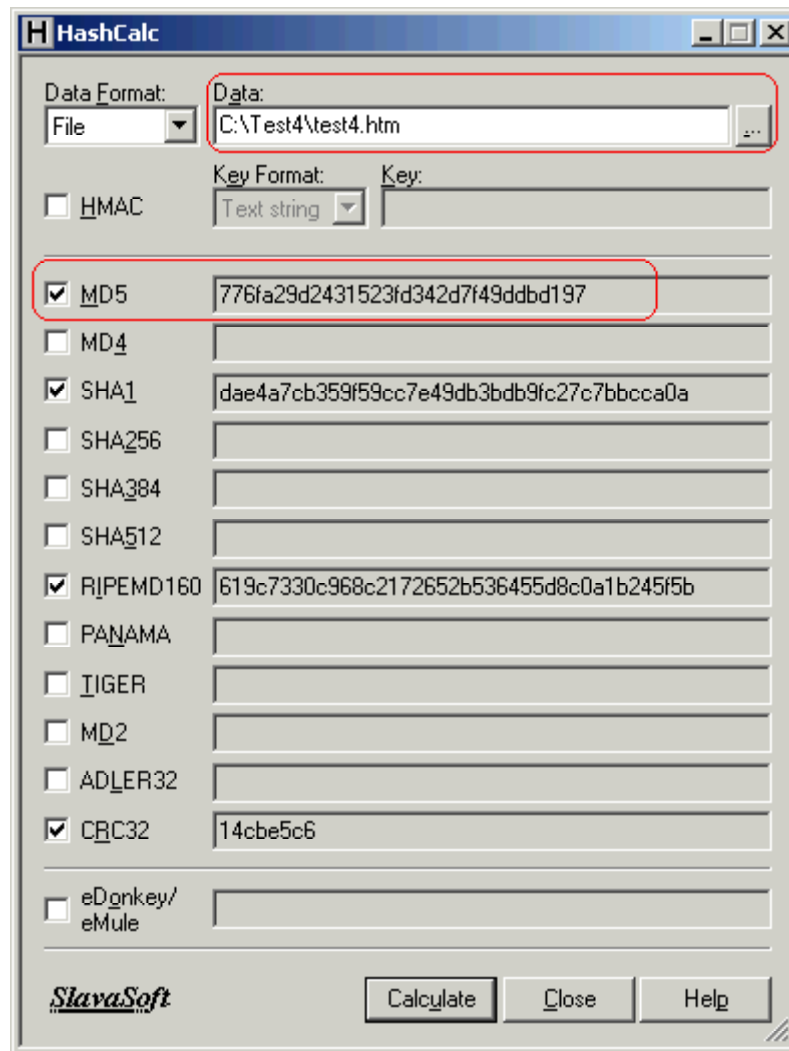 H HashCalc
Data Format: Data:
File C:\Test4\test4.htm ...
Key Format: Key:
HMAC Text string
MD5 776fa29d2431523fd342d7f49ddbd197
MD4
SHA1 dae4a7cb359f59cc7e49db3bdb9fc27c7bbcca0a
SHA256
SHA384
SHA512
RIPEMD160 619c7330c968c2172652b536455d8c0a1b245f5b
PANAMA
TIGER
MD2
ADLER32
CRC32 14cbe5c6
eDonkey/
eMule
SlavaSoft Calculate Close Help